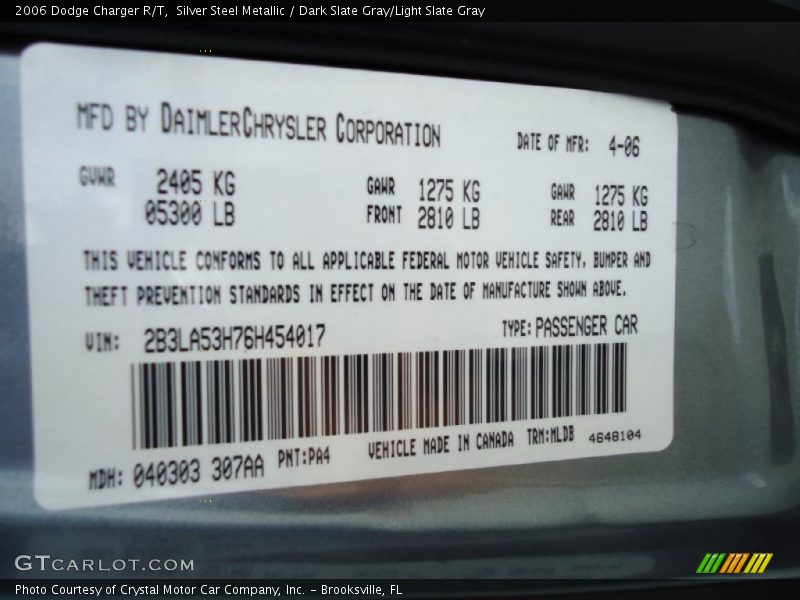 2006 Dodge Charger R/T,  Silver Steel Metallic / Dark Slate Gray/Light Slate Gray
MFD BY DAIMLERCHRYSLER CORPORATION
DATE OF MFR: 4-06
GVWR 2405 KG GAWR 1275 KG GAWR 1275 KG
05300 LB FRONT 2810 LB REAR 2810 LB
THIS VEHICLE CONFORMS TO ALL APPLICABLE FEDERAL MOTOR VEHICLE SAFETY, BUMPER AND
THEFT PREVENTION STANDARDS IN EFFECT ON THE DATE OF MANUFACTURE SHOWN ABOVE.
VIN: 2B3LA53H76H454017 TYPE: PASSENGER CAR
MDH: 040303 307AA PNT:PA4 VEHICLE MADE IN CANADA TRM:MLDB 4648104
GTCARLOT.COM
Photo Courtesy of Crystal Motor Car Company, Inc. – Brooksville, FL